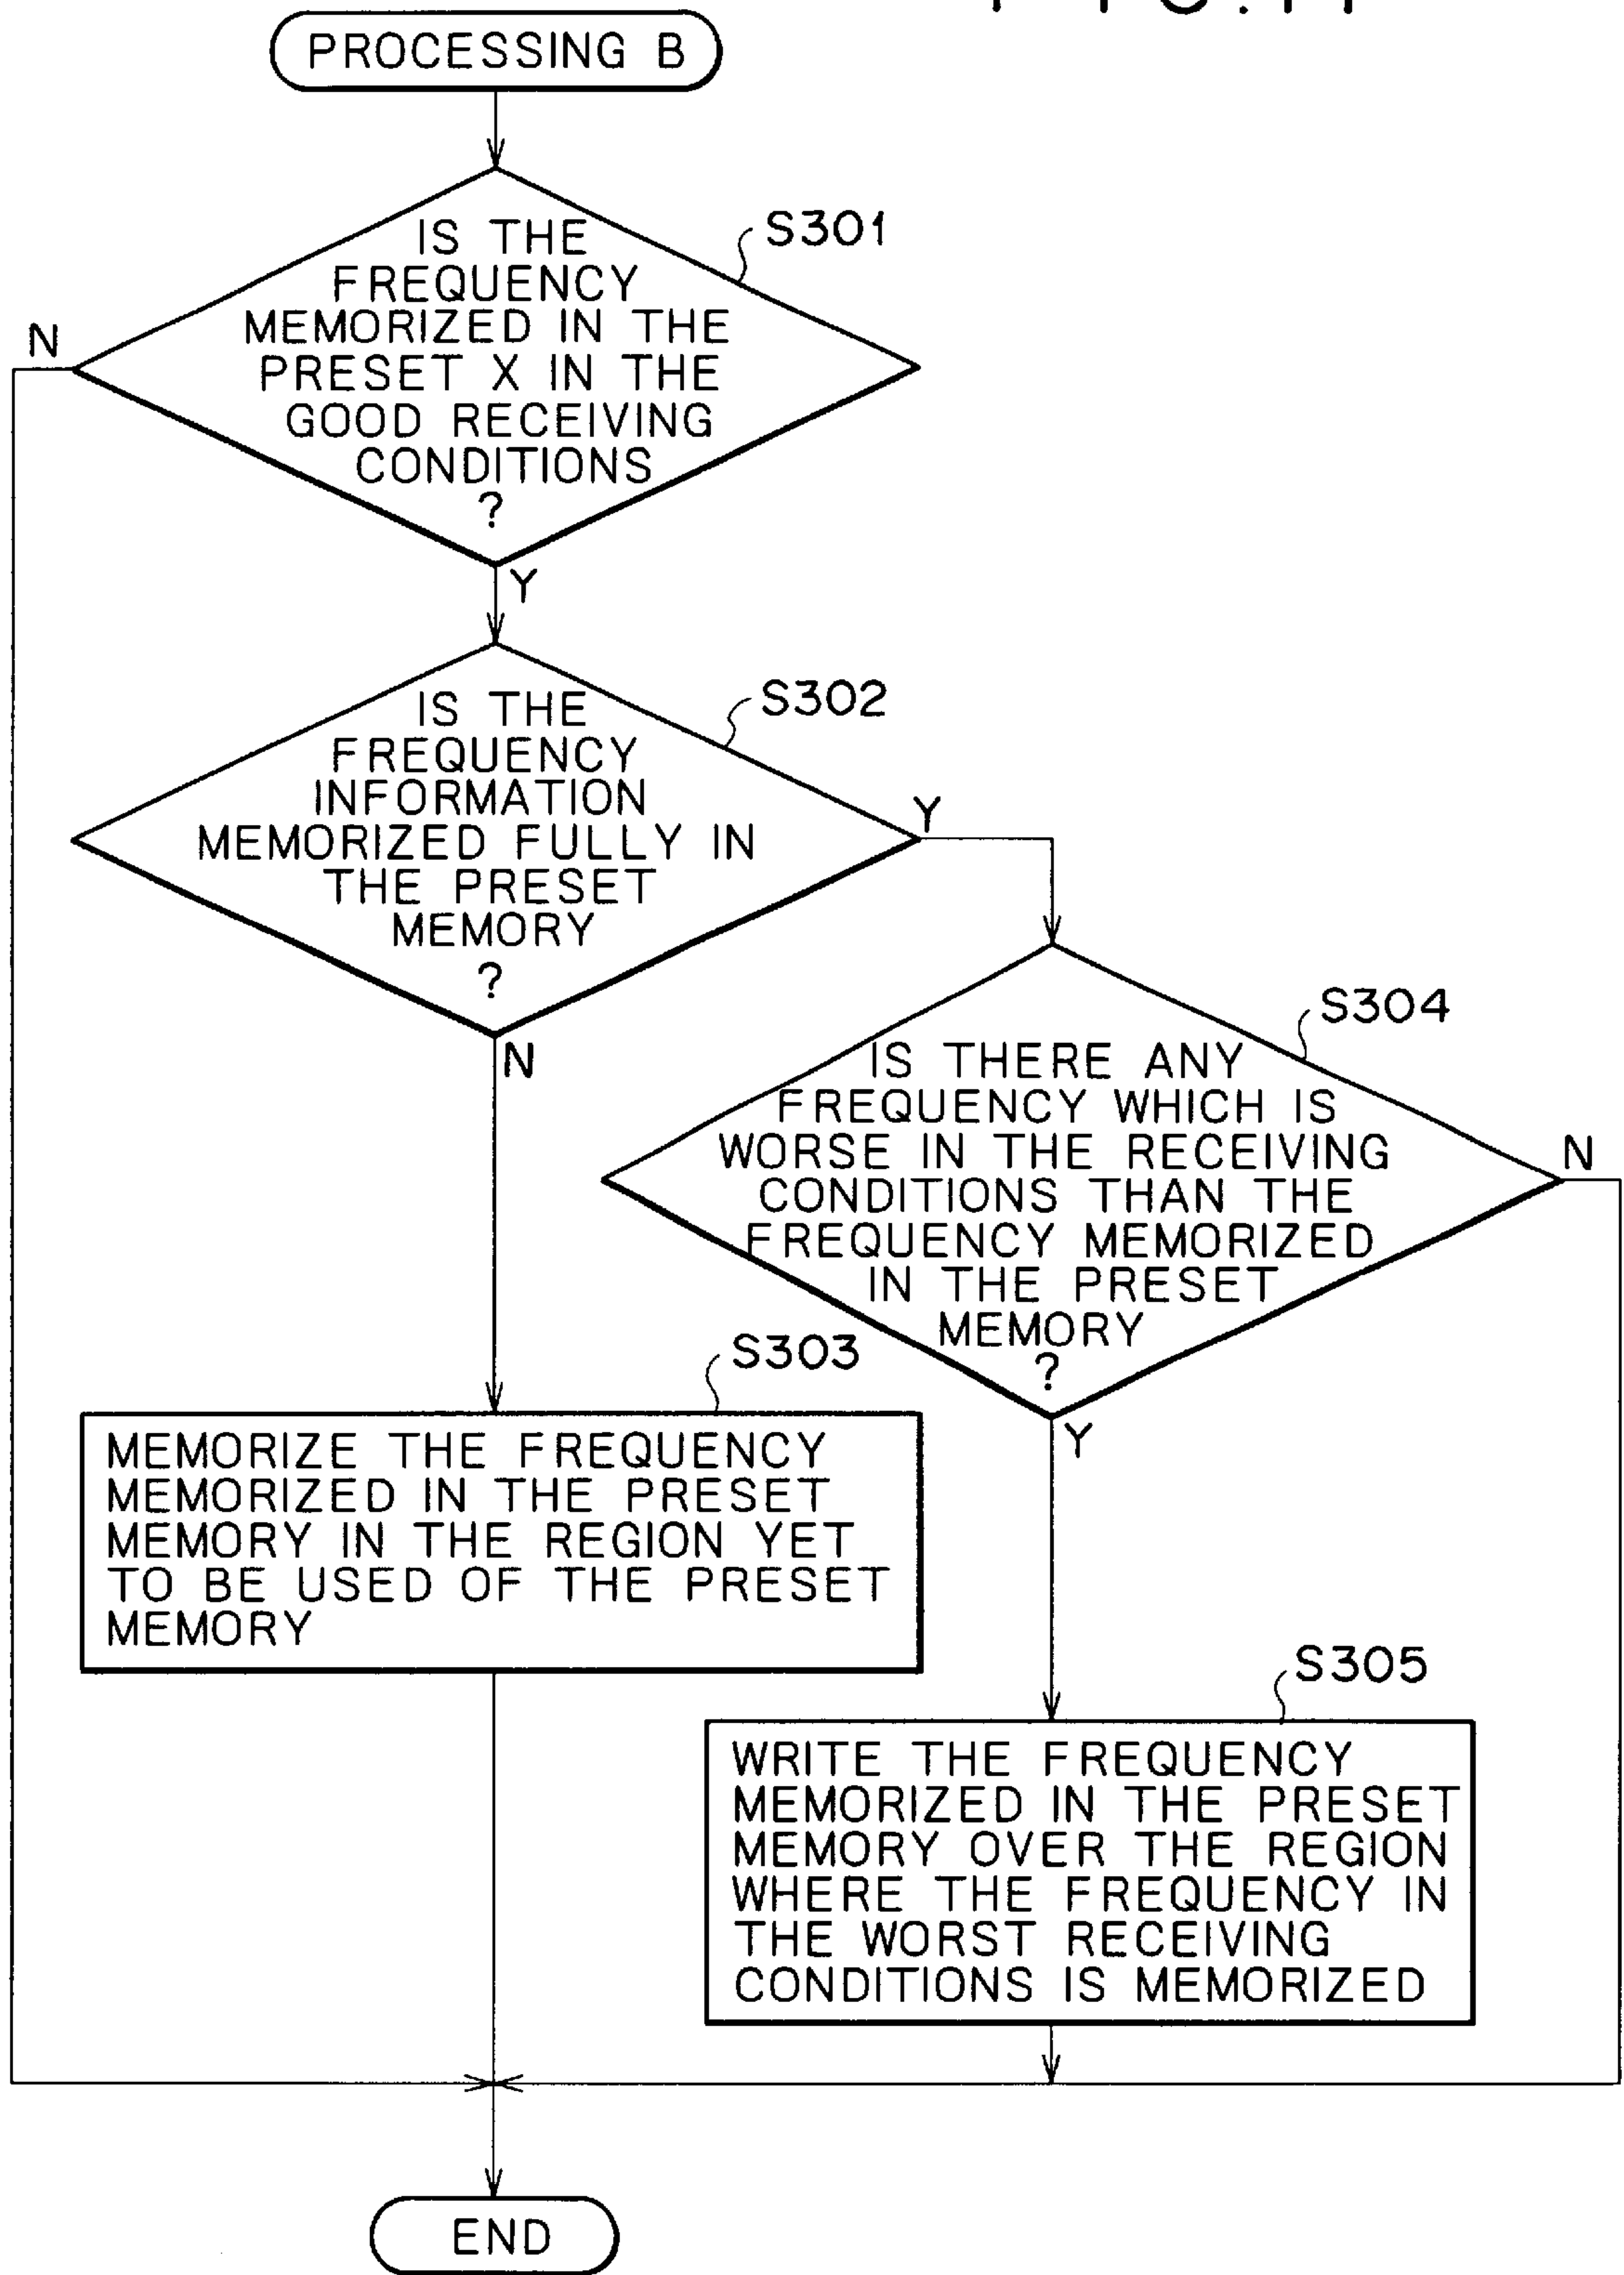 PROCESSING B
S301
IS THE
FREQUENCY
MEMORIZED IN THE
PRESET X IN THE
GOOD RECEIVING
CONDITIONS
?
N
Y
S302
IS THE
FREQUENCY
INFORMATION
MEMORIZED FULLY IN
THE PRESET
MEMORY
?
Y
N
S304
IS THERE ANY
FREQUENCY WHICH IS
WORSE IN THE RECEIVING
CONDITIONS THAN THE
FREQUENCY MEMORIZED
IN THE PRESET
MEMORY
?
N
Y
S303
MEMORIZE THE FREQUENCY
MEMORIZED IN THE PRESET
MEMORY IN THE REGION YET
TO BE USED OF THE PRESET
MEMORY
S305
WRITE THE FREQUENCY
MEMORIZED IN THE PRESET
MEMORY OVER THE REGION
WHERE THE FREQUENCY IN
THE WORST RECEIVING
CONDITIONS IS MEMORIZED
END